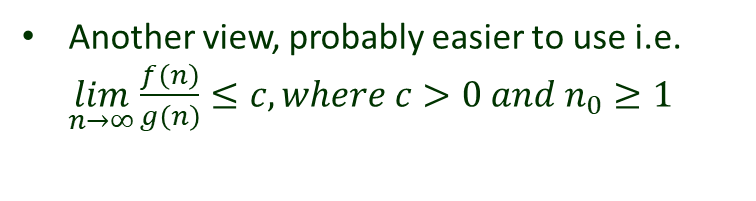 • Another view, probably easier to use i.e.
lim n→∞ f(n)/g(n) ≤ c, where c > 0 and n₀ ≥ 1